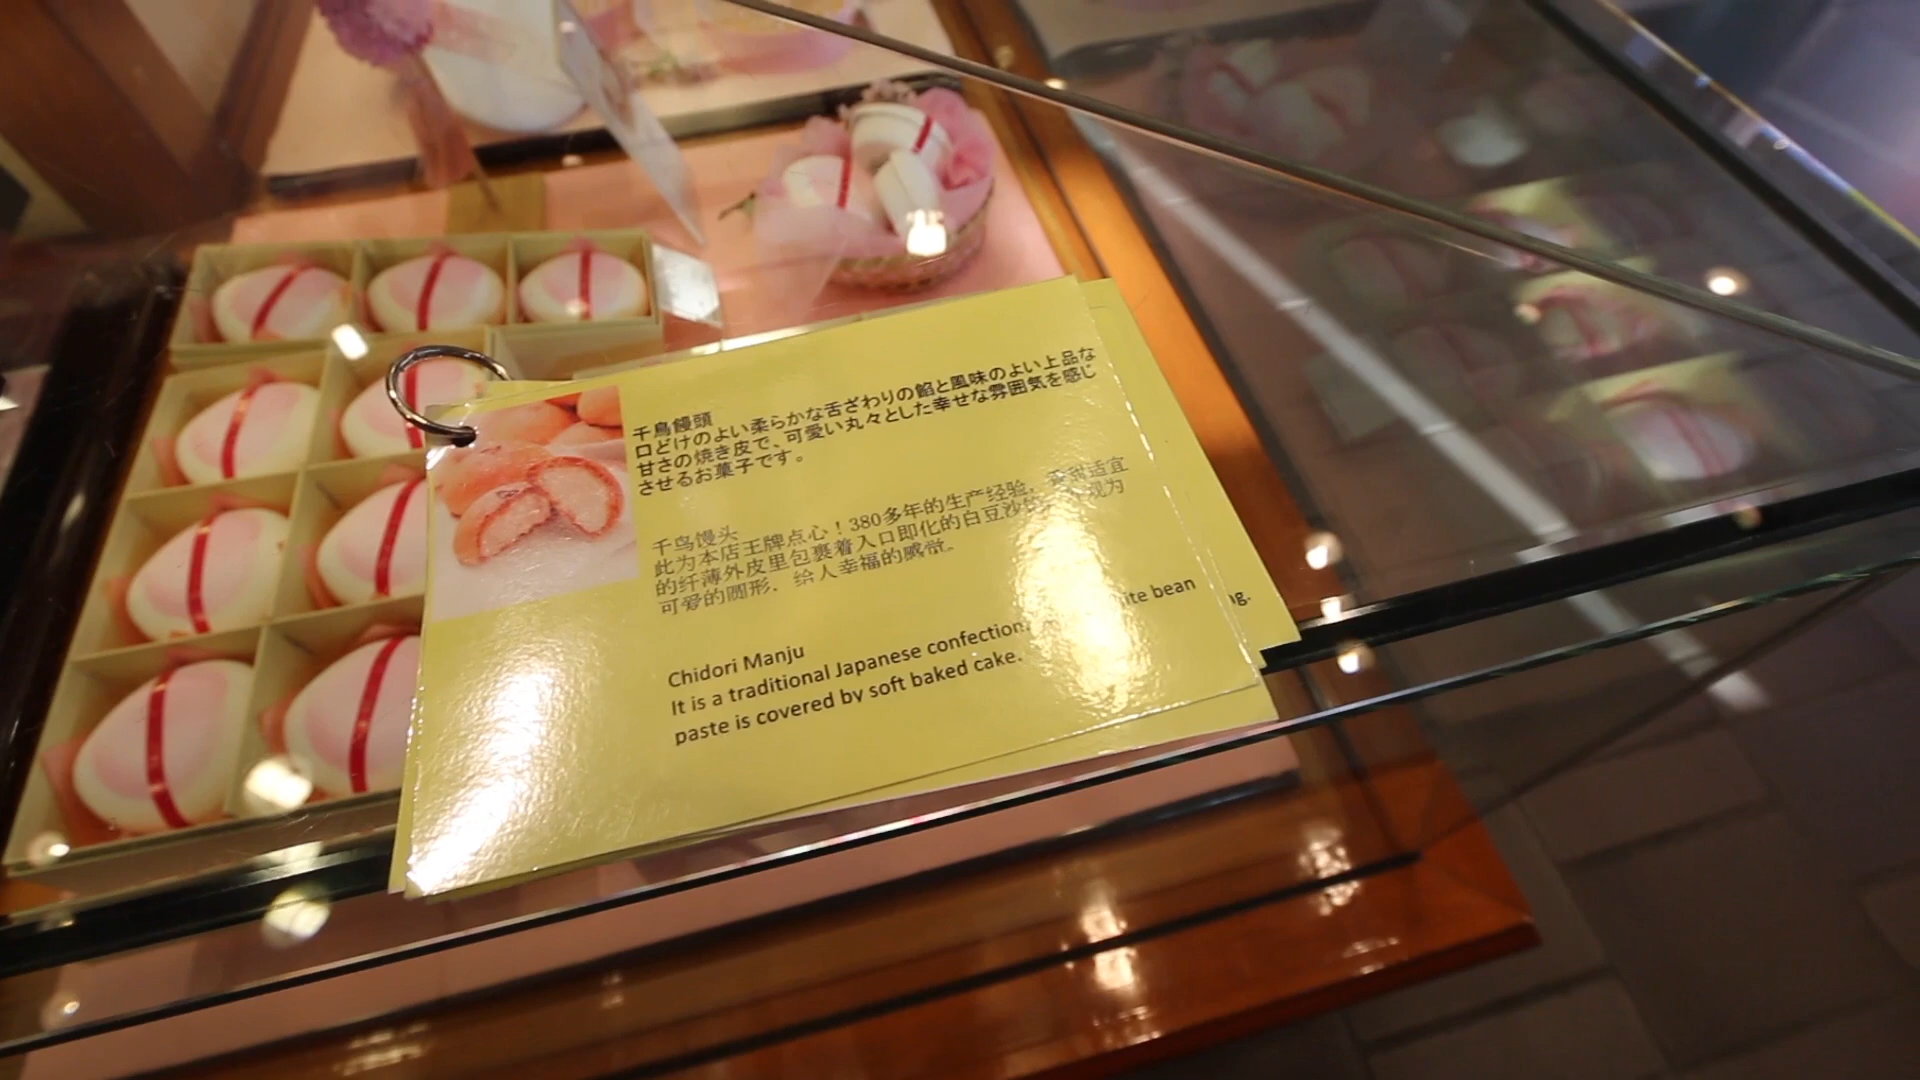 千鳥饅頭
口どけのよい柔らかな舌ざわりの餡と風味のよい上品な
甘さの焼き皮で、可愛い丸々とした幸せな雰囲気を感じ
させるお菓子です。
千鸟馒头
此为本店王牌点心！380多年的生产经验，香甜适宜
的纤薄外皮里包裹着入口即化的白豆沙
可爱的圆形，给人幸福的感觉。
Chidori Manju
It is a traditional Japanese confection. bean
paste is covered by soft baked cake.